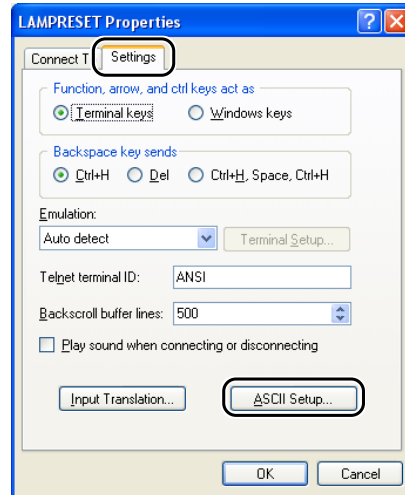 LAMPRESET Properties
Connect T Settings
Function, arrow, and ctrl keys act as
Terminal keys Windows keys
Backspace key sends
Ctrl+H Del Ctrl+H, Space, Ctrl+H
Emulation:
Auto detect Terminal Setup...
Telnet terminal ID: ANSI
Backscroll buffer lines: 500
Play sound when connecting or disconnecting
Input Translation... ASCII Setup...
OK Cancel